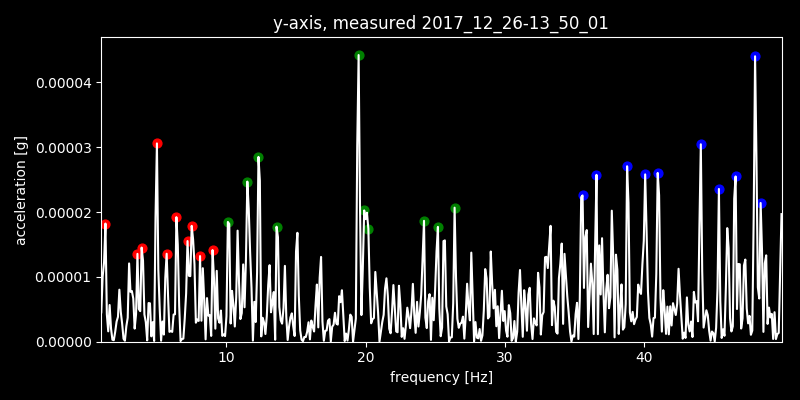 y-axis, measured 2017_12_26-13_50_01
0.00004
0.00003
0.00002
0.00001
0.00000
acceleration [g]
10 20 30 40
frequency [Hz]